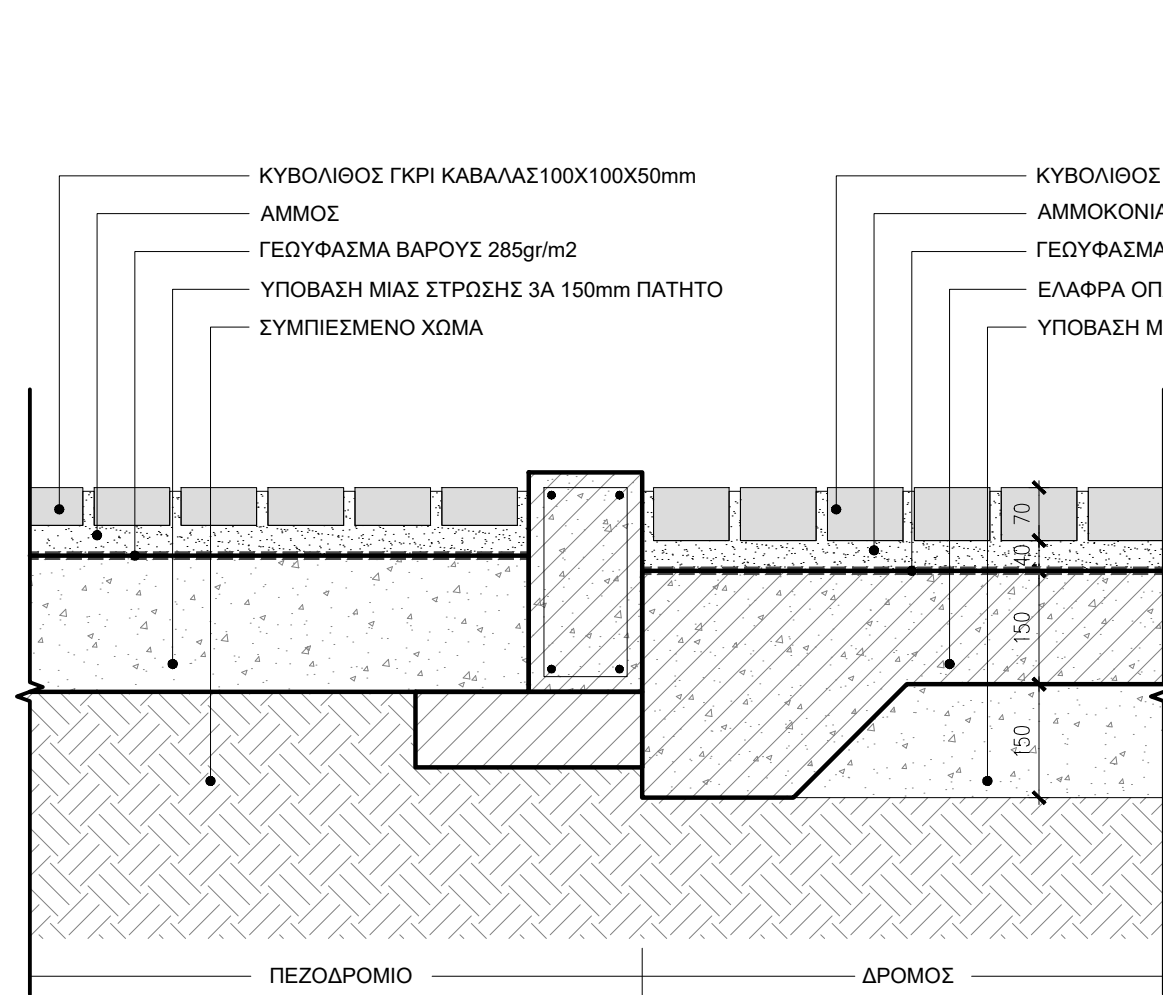 ΚΥΒΟΛΙΘΟΣ ΓΚΡΙ ΚΑΒΑΛΑΣ100X100X50mm
ΑΜΜΟΣ
ΓΕΩΥΦΑΣΜΑ ΒΑΡΟΥΣ 285gr/m2
ΥΠΟΒΑΣΗ ΜΙΑΣ ΣΤΡΩΣΗΣ 3Α 150mm ΠΑΤΗΤΟ
ΣΥΜΠΙΕΣΜΕΝΟ ΧΩΜΑ
ΚΥΒΟΛΙΘΟΣ
ΑΜΜΟΚΟΝΙΑ
ΓΕΩΥΦΑΣΜΑ
ΕΛΑΦΡΑ ΟΠ
ΥΠΟΒΑΣΗ Μ
70
40
150
150
ΠΕΖΟΔΡΟΜΙΟ
ΔΡΟΜΟΣ